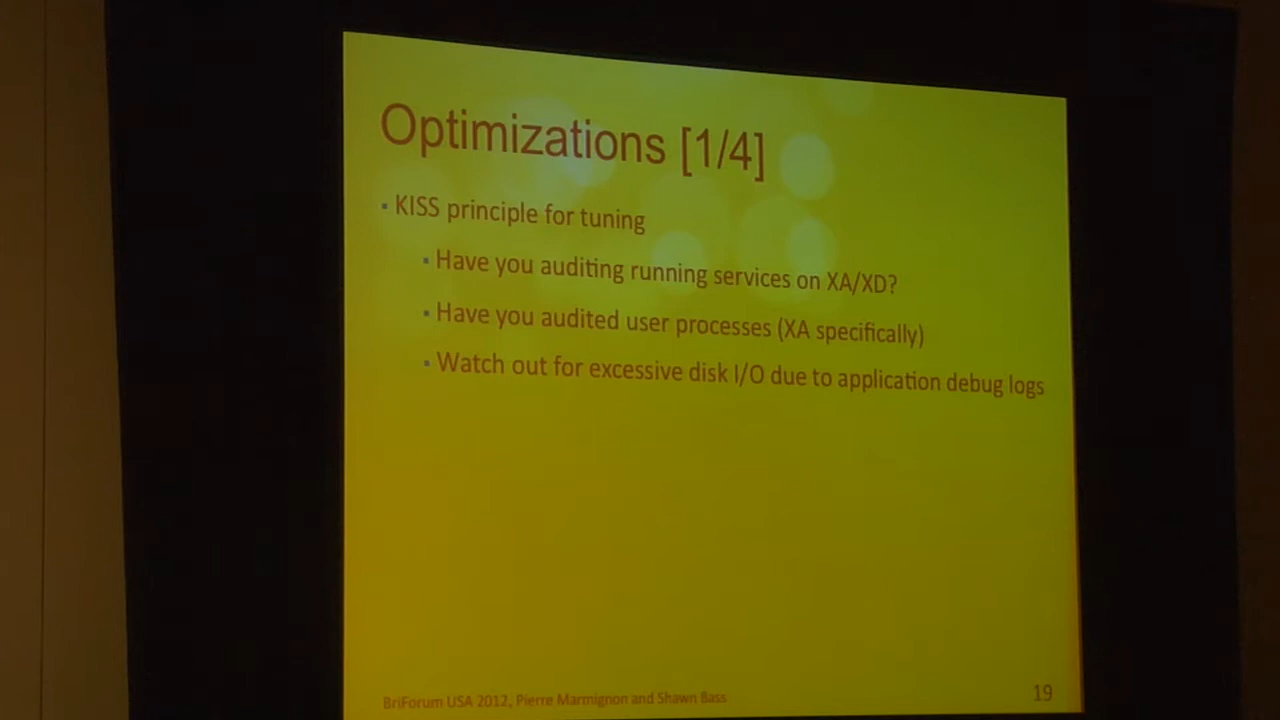 Optimizations [1/4]
▪ KISS principle for tuning
▪ Have you auditing running services on XA/XD?
▪ Have you audited user processes (XA specifically)
▪ Watch out for excessive disk I/O due to application debug logs
BriForum USA 2012, Pierre Marmignon and Shawn Bass
19